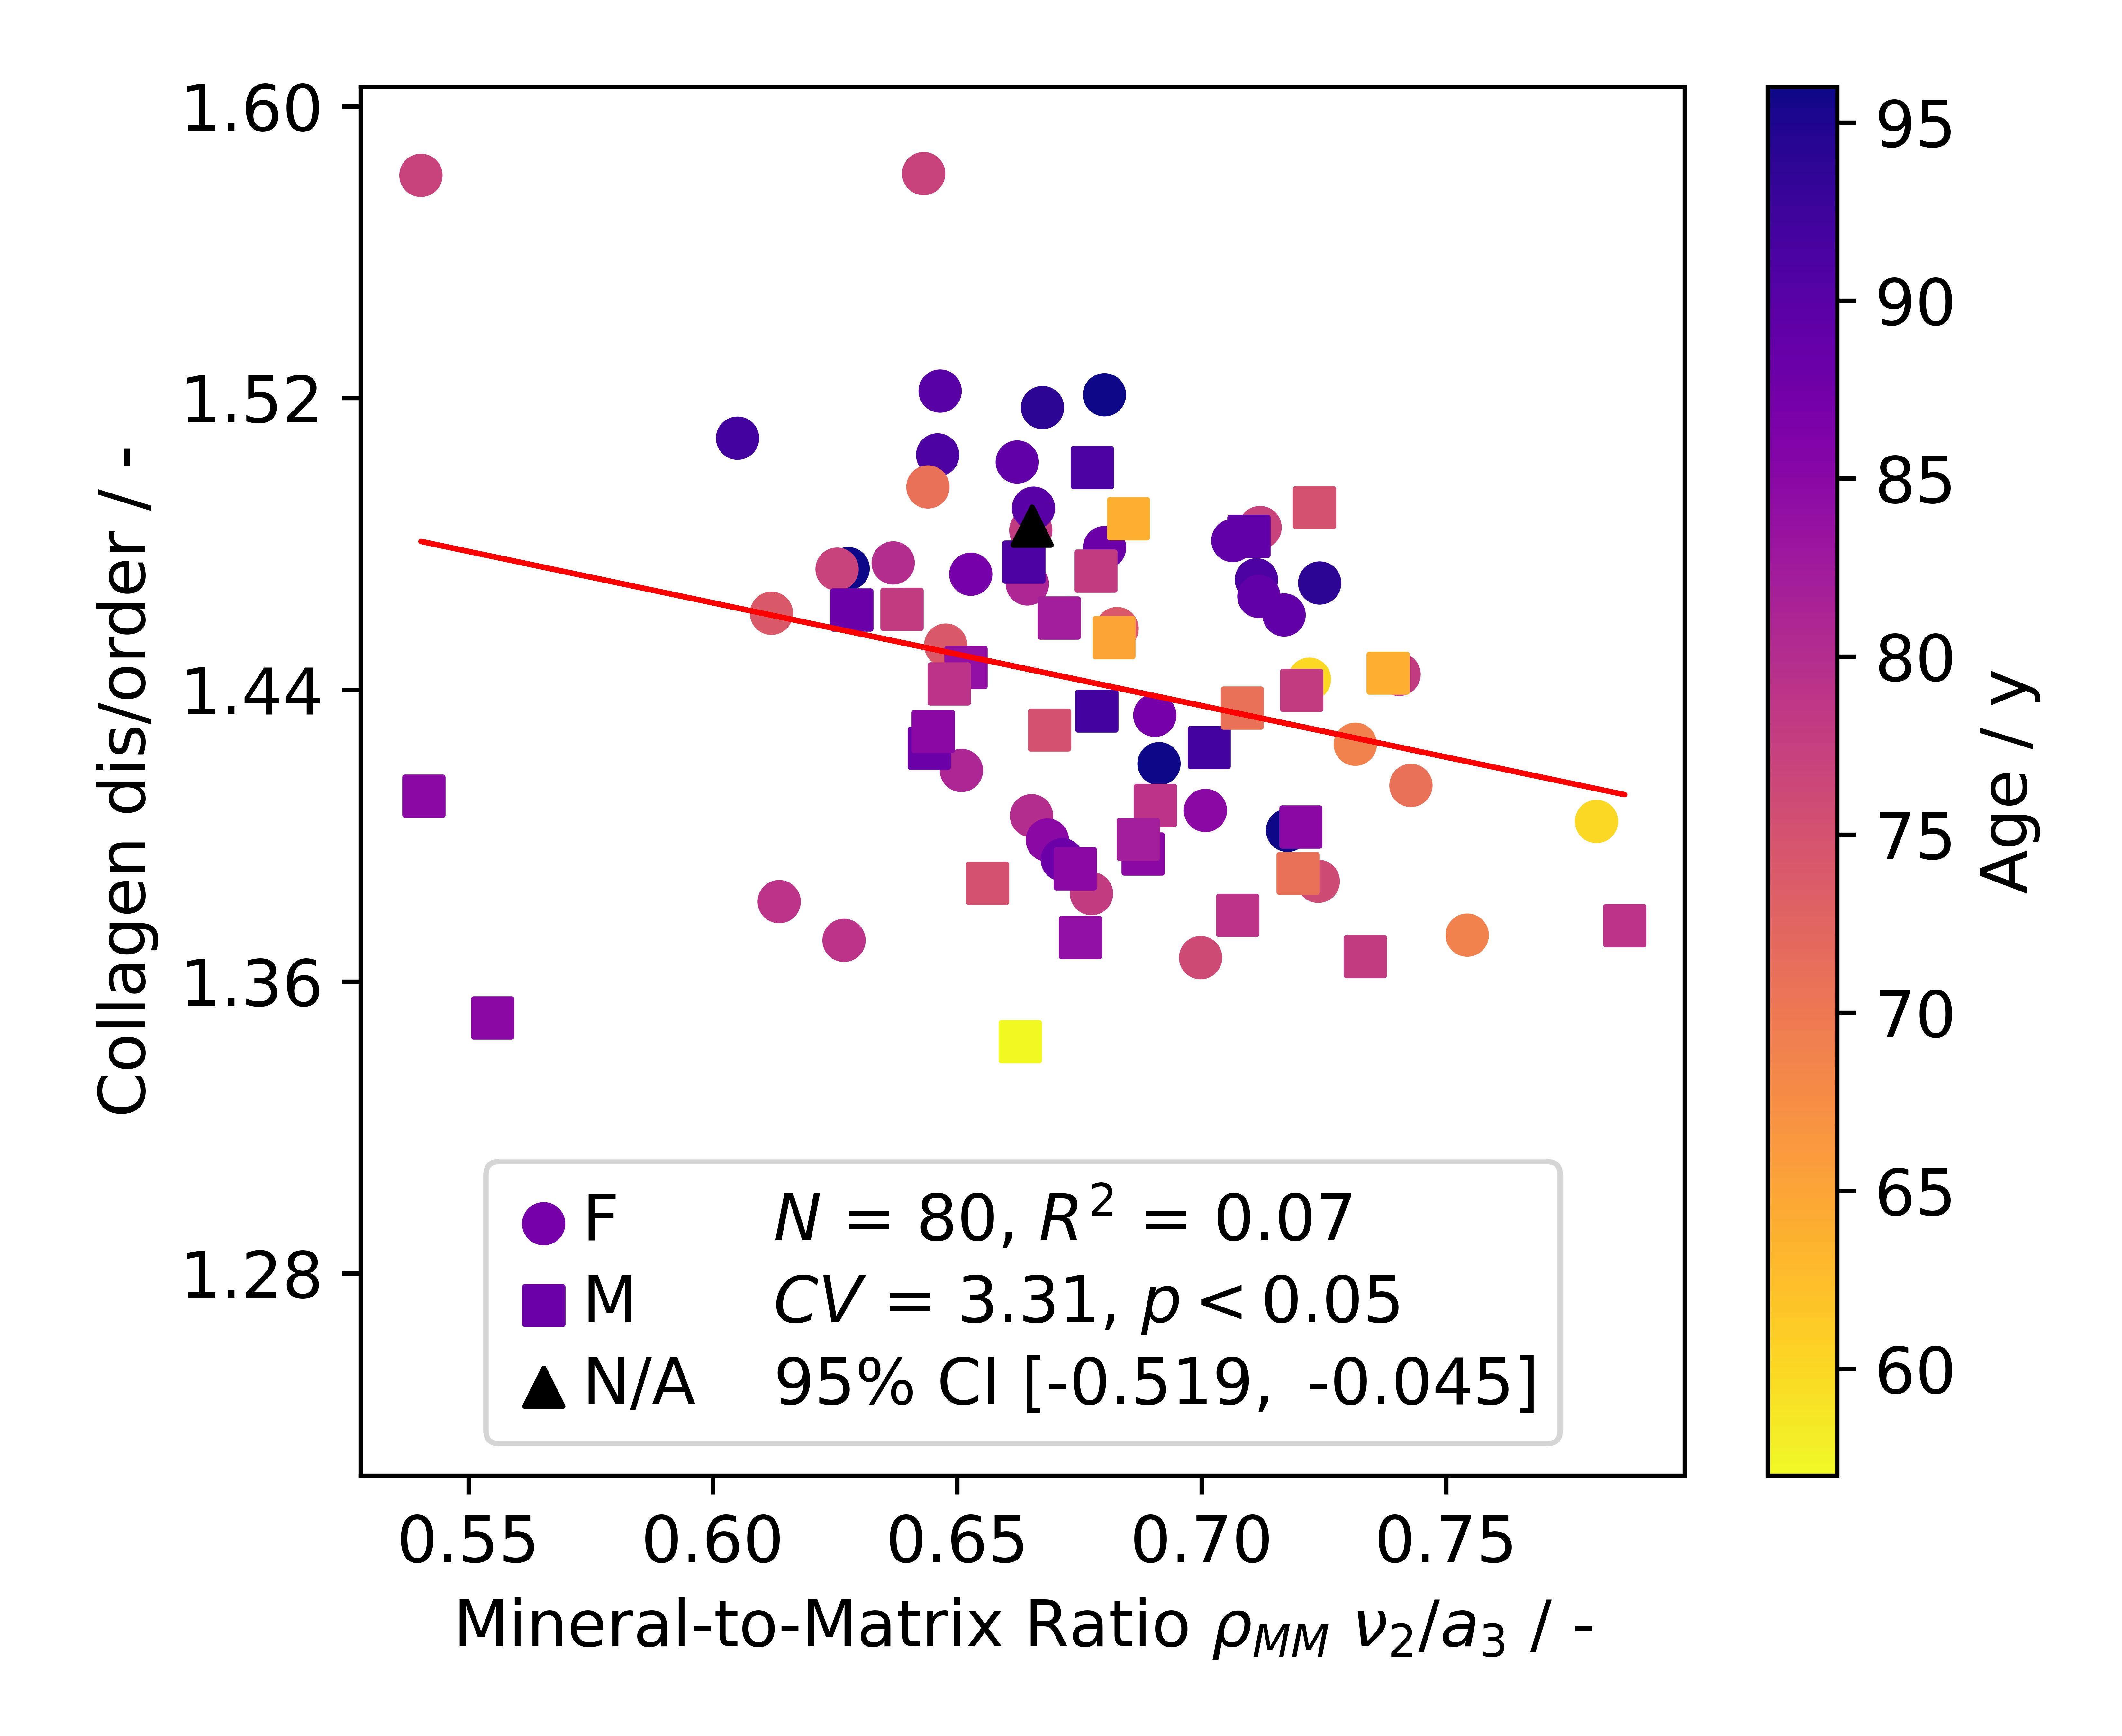 1.60
1.52
1.44
1.36
1.28
Collagen dis/order / -
0.55 0.60 0.65 0.70 0.75
Mineral-to-Matrix Ratio ρ_MM ν₂/a₃ / -
F N = 80, R² = 0.07
M CV = 3.31, p < 0.05
N/A 95% CI [-0.519, -0.045]
95
90
85
80
75
70
65
60
Age / y